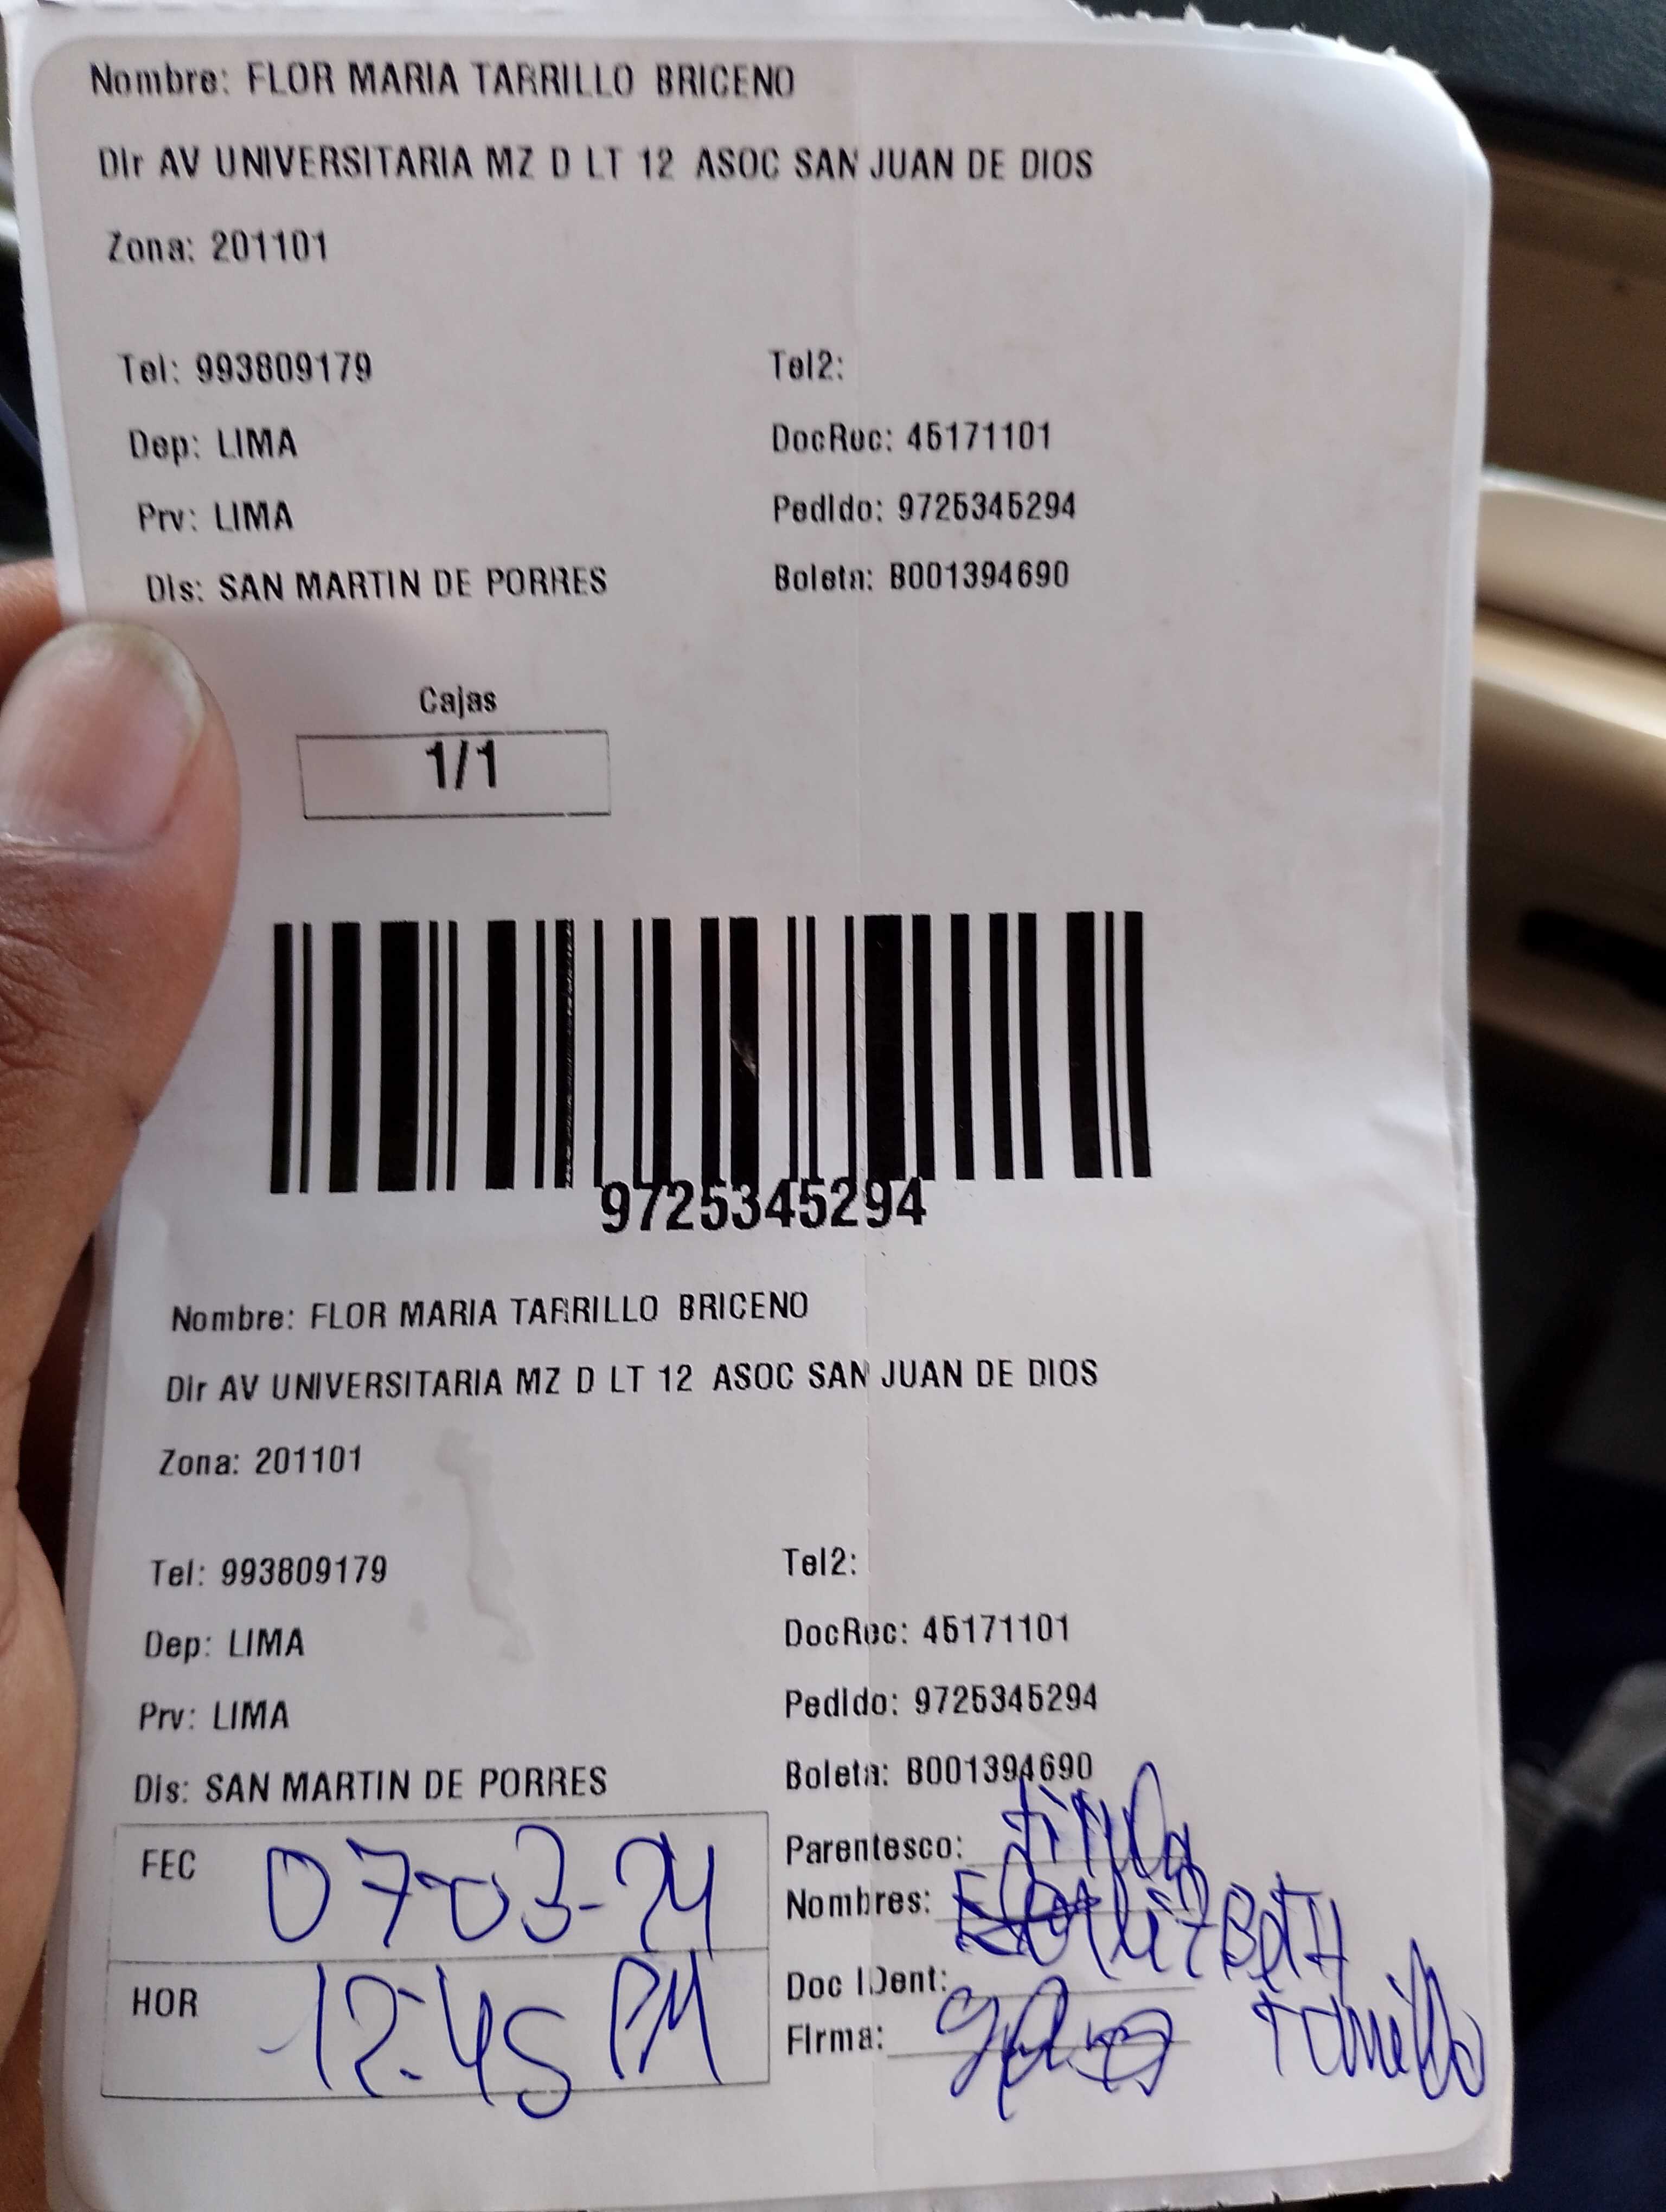 Nombre: FLOR MARIA TARRILLO BRICENO
Dir AV UNIVERSITARIA MZ D LT 12 ASOC SAN JUAN DE DIOS
Zona: 201101
Tel: 993809179 Tel2:
Dep: LIMA DocRec: 45171101
Prv: LIMA Pedido: 9725345294
Dis: SAN MARTIN DE PORRES Boleta: B001394690
Cajas
1/1
9725345294
Nombre: FLOR MARIA TARRILLO BRICENO
Dir AV UNIVERSITARIA MZ D LT 12 ASOC SAN JUAN DE DIOS
Zona: 201101
Tel: 993809179 Tel2:
Dep: LIMA DocRec: 45171101
Prv: LIMA Pedido: 9725345294
Dis: SAN MARTIN DE PORRES Boleta: B001394690
FEC 07-03-24 Parentesco:
Nombres:
HOR 12:45 PM Doc IDent:
Firma: